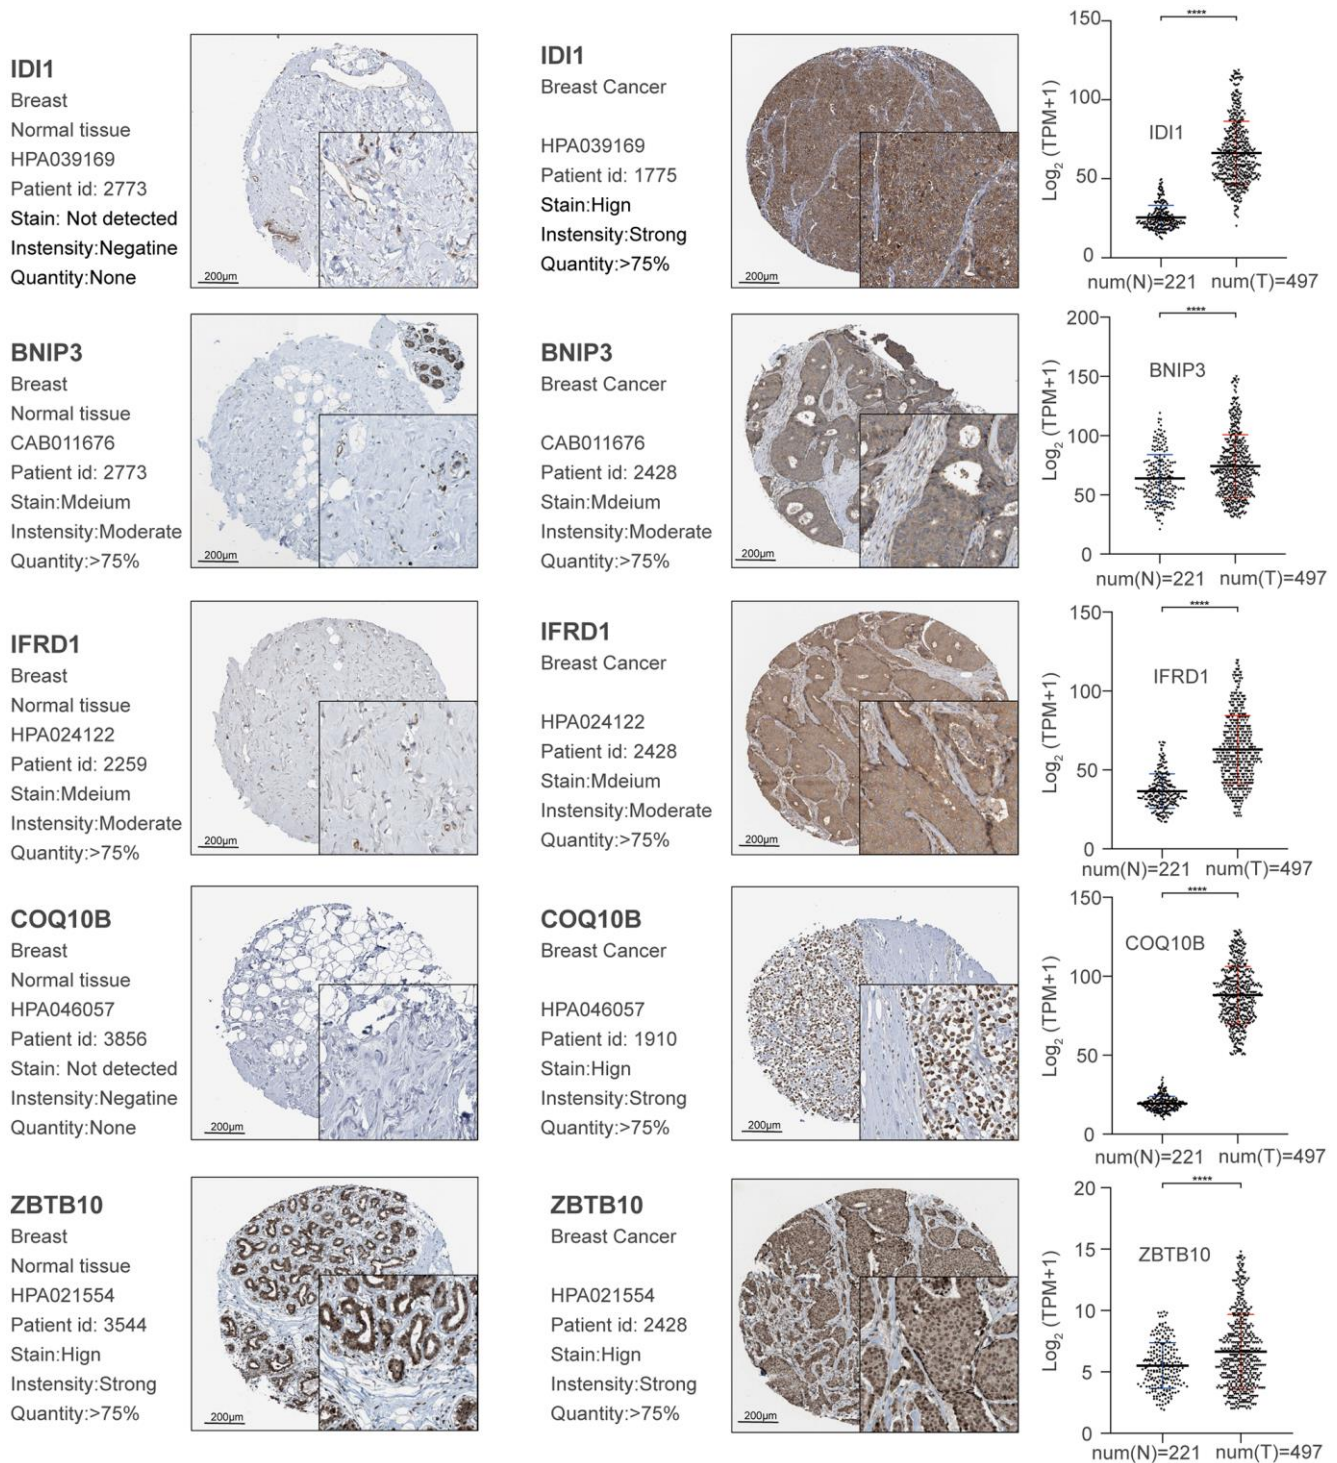 IDI1
Breast
Normal tissue
HPA039169
Patient id: 2773
Stain: Not detected
Instensity:Negatine
Quantity:None
200µm
IDI1
Breast Cancer
HPA039169
Patient id: 1775
Stain:Hign
Instensity:Strong
Quantity:>75%
200µm
****
150
100
50
0
Log2 (TPM+1)
IDI1
num(N)=221 num(T)=497
BNIP3
Breast
Normal tissue
CAB011676
Patient id: 2773
Stain:Mdeium
Instensity:Moderate
Quantity:>75%
200µm
BNIP3
Breast Cancer
CAB011676
Patient id: 2428
Stain:Mdeium
Instensity:Moderate
Quantity:>75%
200µm
****
200
150
100
50
0
Log2 (TPM+1)
BNIP3
num(N)=221 num(T)=497
IFRD1
Breast
Normal tissue
HPA024122
Patient id: 2259
Stain:Mdeium
Instensity:Moderate
Quantity:>75%
200µm
IFRD1
Breast Cancer
HPA024122
Patient id: 2428
Stain:Mdeium
Instensity:Moderate
Quantity:>75%
200µm
****
150
100
50
0
Log2 (TPM+1)
IFRD1
num(N)=221 num(T)=497
COQ10B
Breast
Normal tissue
HPA046057
Patient id: 3856
Stain: Not detected
Instensity:Negatine
Quantity:None
200µm
COQ10B
Breast Cancer
HPA046057
Patient id: 1910
Stain:Hign
Instensity:Strong
Quantity:>75%
200µm
****
150
100
50
0
Log2 (TPM+1)
COQ10B
num(N)=221 num(T)=497
ZBTB10
Breast
Normal tissue
HPA021554
Patient id: 3544
Stain:Hign
Instensity:Strong
Quantity:>75%
200µm
ZBTB10
Breast Cancer
HPA021554
Patient id: 2428
Stain:Hign
Instensity:Strong
Quantity:>75%
200µm
****
20
15
10
5
0
Log2 (TPM+1)
ZBTB10
num(N)=221 num(T)=497